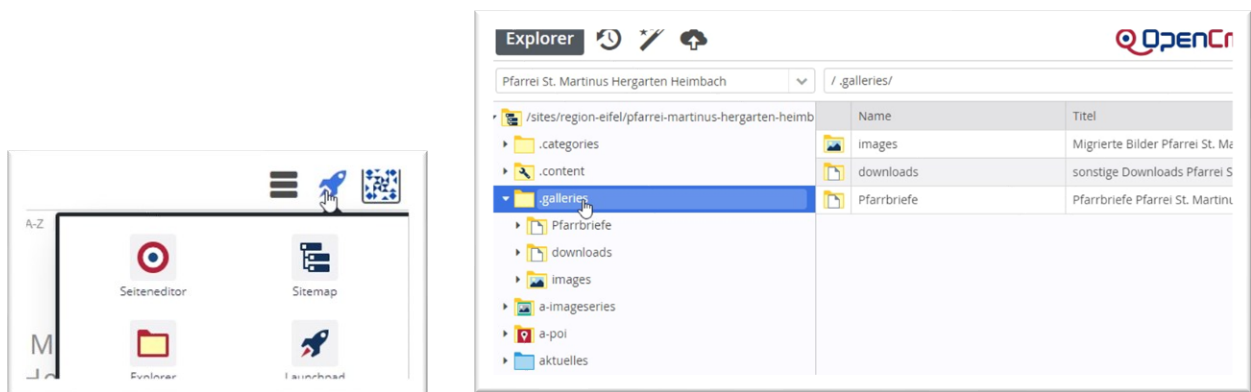 A-Z
Seiteneditor
Sitemap
Explorer
Launchpad
M
Explorer
OpenCm
Pfarrei St. Martinus Hergarten Heimbach
/ .galleries/
/sites/region-eifel/pfarrei-martinus-hergarten-heimb
.categories
.content
.galleries
Pfarrbriefe
downloads
images
a-imageseries
a-poi
aktuelles
Name
Titel
images
Migrierte Bilder Pfarrei St. Ma
downloads
sonstige Downloads Pfarrei S
Pfarrbriefe
Pfarrbriefe Pfarrei St. Martinu